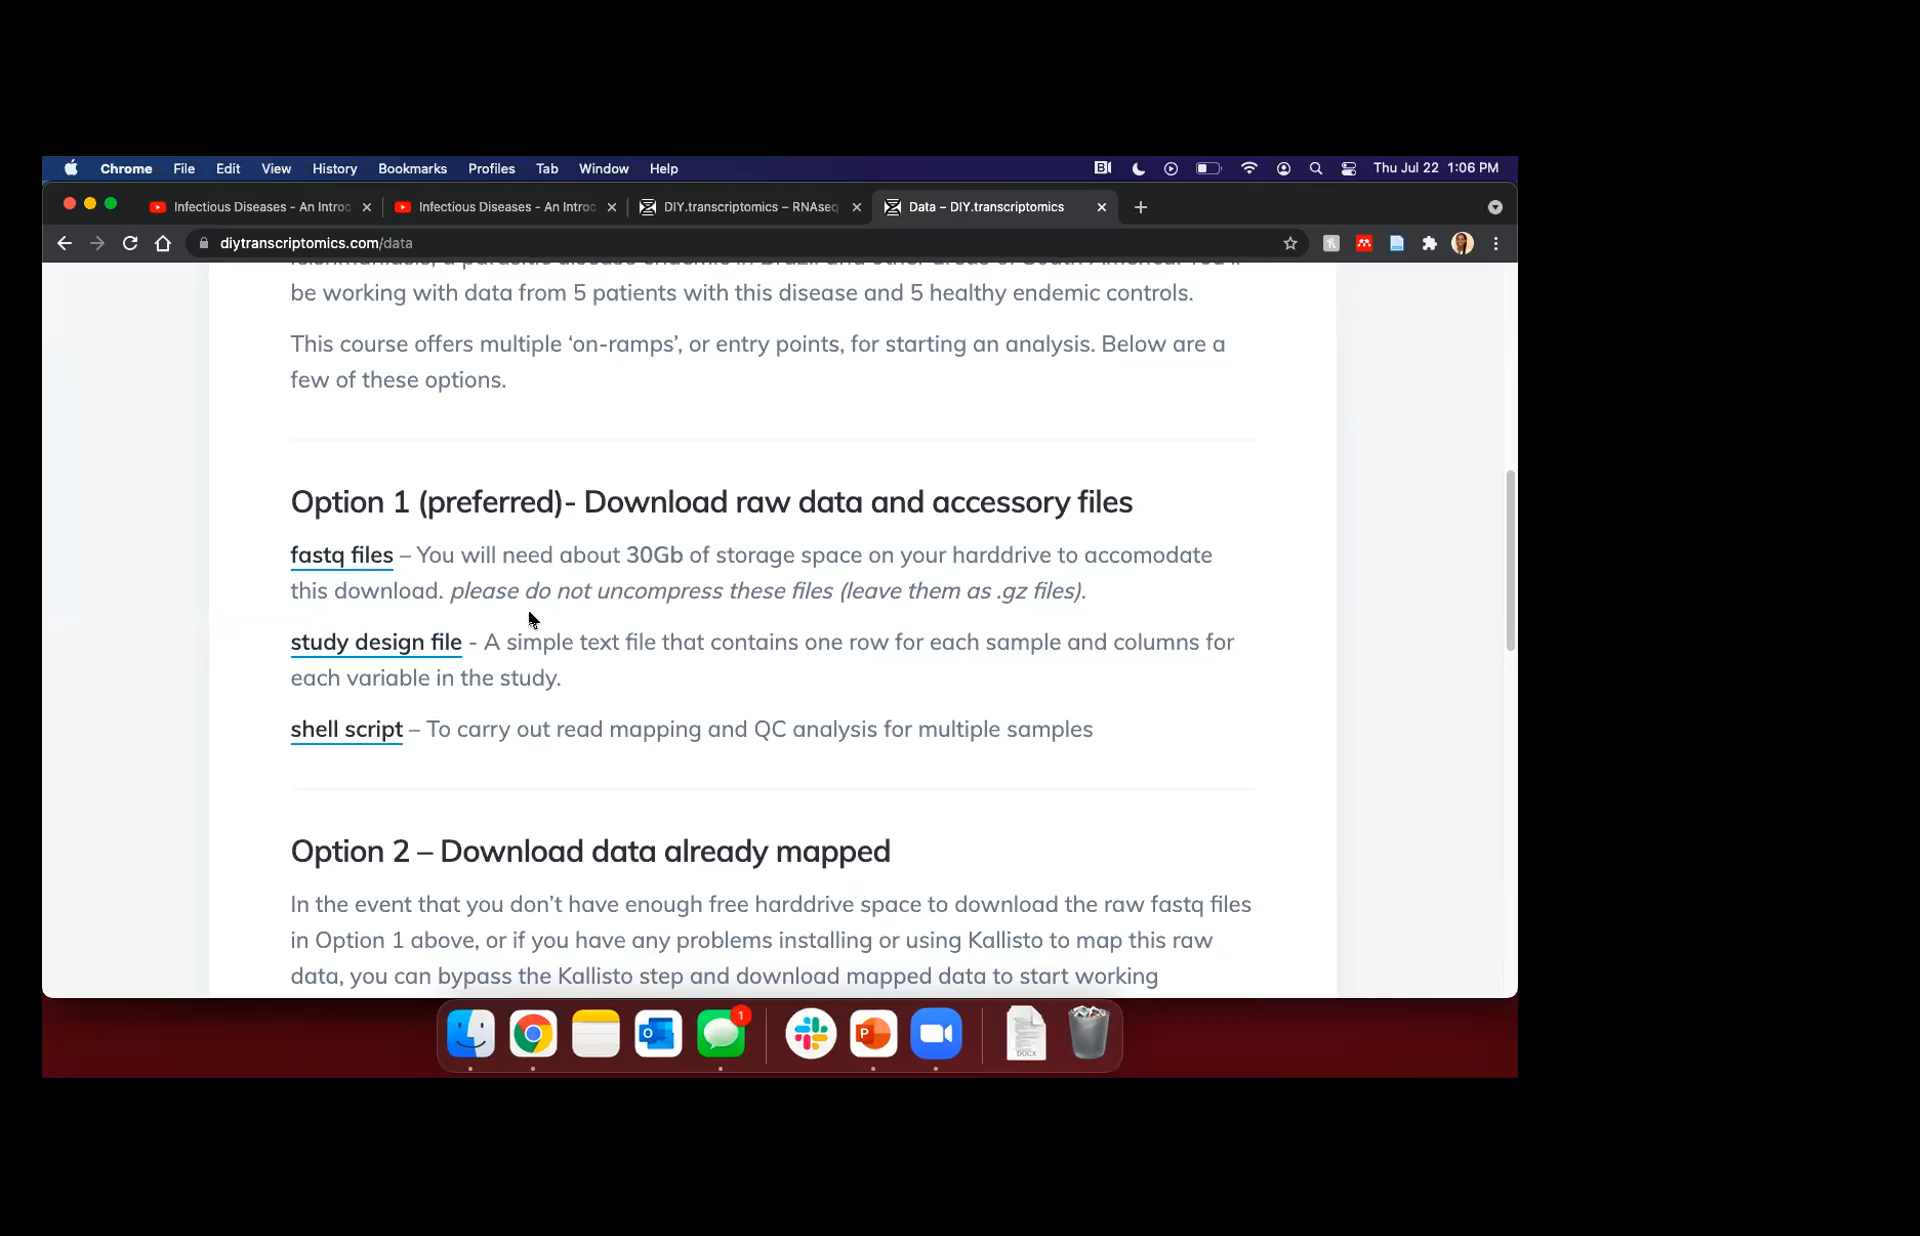 Chrome File Edit View History Bookmarks Profiles Tab Window Help Thu Jul 22 1:06 PM
Infectious Diseases - An Introc Infectious Diseases - An Introc DIY.transcriptomics – RNAseq Data – DIY.transcriptomics
diytranscriptomics.com/data
be working with data from 5 patients with this disease and 5 healthy endemic controls.
This course offers multiple ‘on-ramps’, or entry points, for starting an analysis. Below are a
few of these options.
Option 1 (preferred)- Download raw data and accessory files
fastq files – You will need about 30Gb of storage space on your harddrive to accomodate
this download. please do not uncompress these files (leave them as .gz files).
study design file - A simple text file that contains one row for each sample and columns for
each variable in the study.
shell script – To carry out read mapping and QC analysis for multiple samples
Option 2 – Download data already mapped
In the event that you don’t have enough free harddrive space to download the raw fastq files
in Option 1 above, or if you have any problems installing or using Kallisto to map this raw
data, you can bypass the Kallisto step and download mapped data to start working
1
DOCX